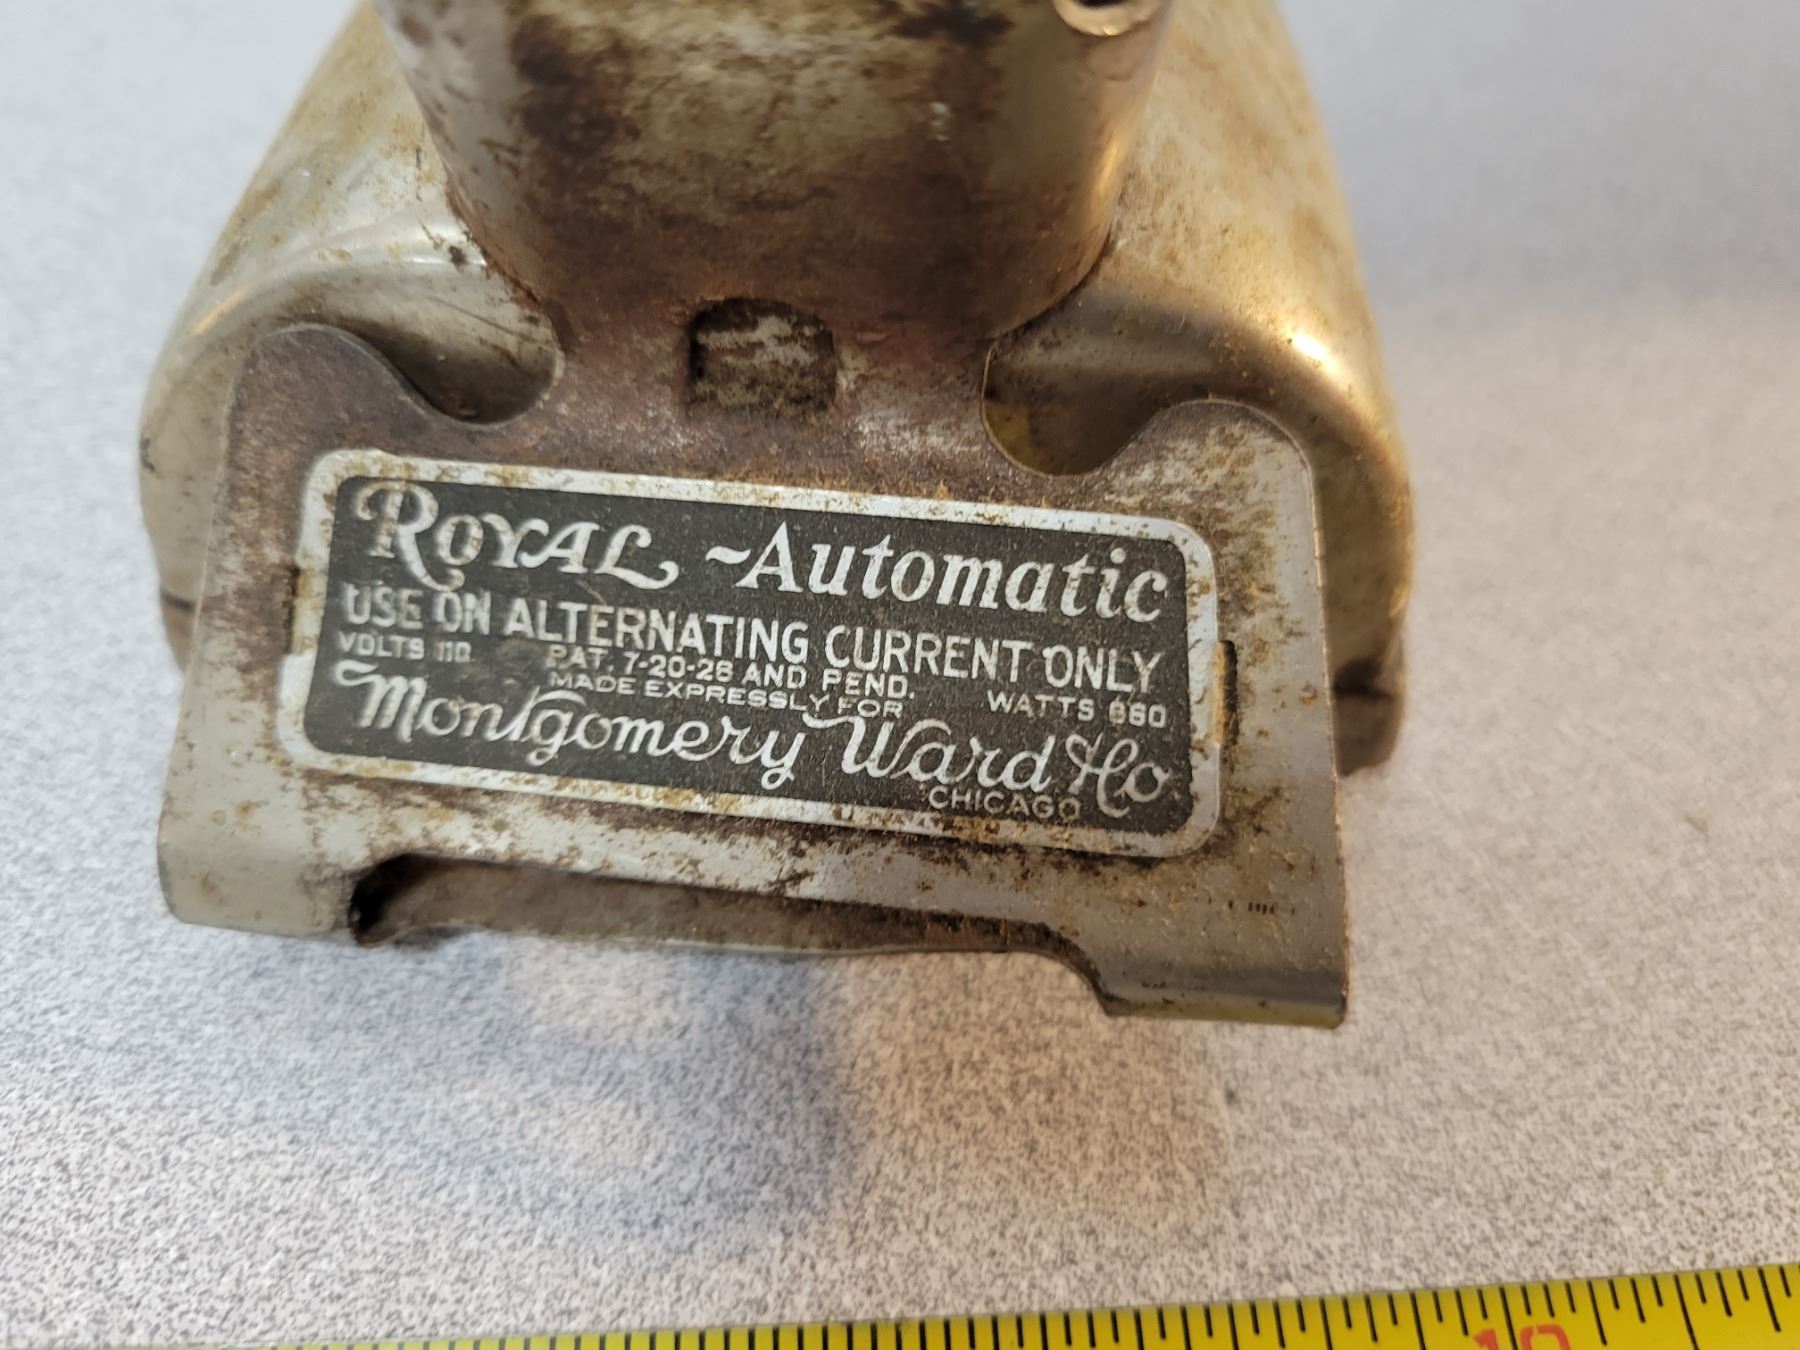 ROYAL ~Automatic
USE ON ALTERNATING CURRENT ONLY
VOLTS 110 PAT. 7-20-26 AND PEND. WATTS 660
MADE EXPRESSLY FOR
Montgomery Ward & Co.
CHICAGO
10